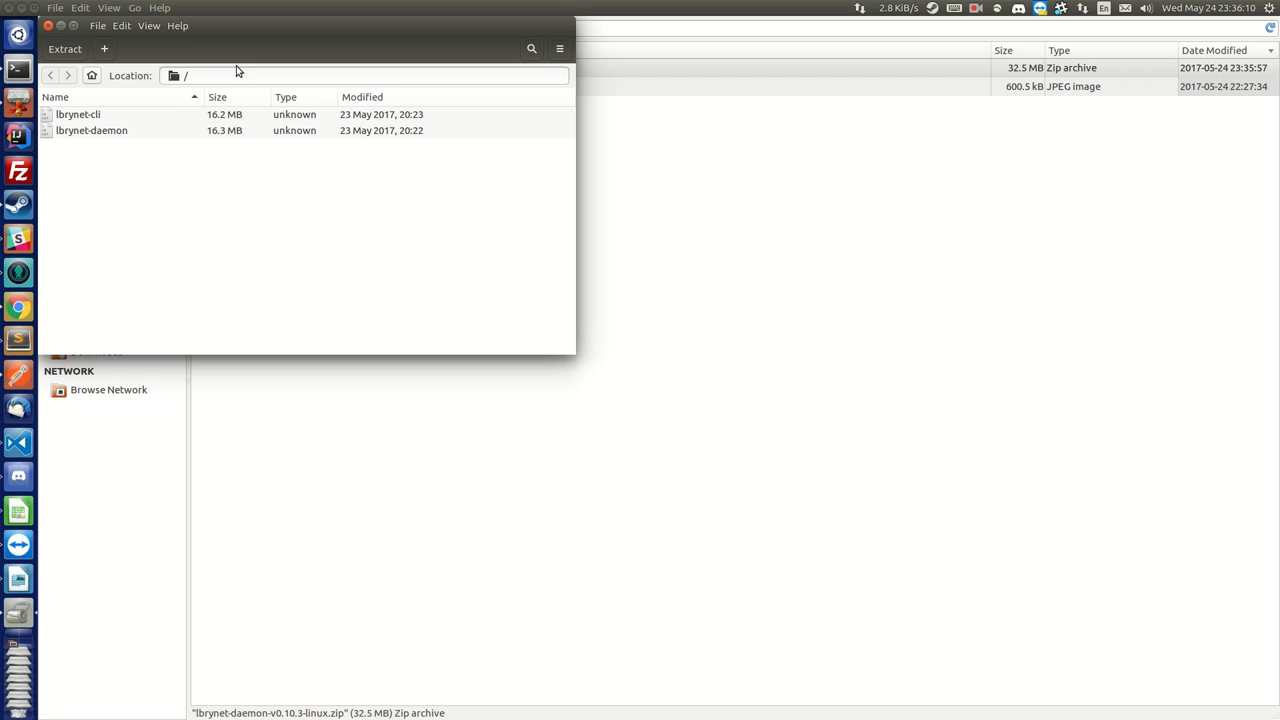 File Edit View Go Help
2.8 KiB/s
En
Wed May 24 23:36:10
File Edit View Help
Extract
Location: /
Name Size Type Modified
lbrynet-cli 16.2 MB unknown 23 May 2017, 20:23
lbrynet-daemon 16.3 MB unknown 23 May 2017, 20:22
Size Type Date Modified
32.5 MB Zip archive 2017-05-24 23:35:57
600.5 kB JPEG image 2017-05-24 22:27:34
NETWORK
Browse Network
"lbrynet-daemon-v0.10.3-linux.zip" (32.5 MB) Zip archive